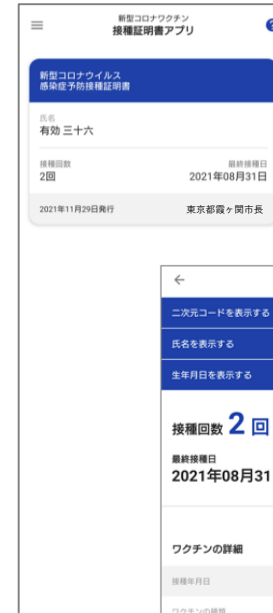 新型コロナワクチン
接種証明書アプリ
新型コロナウイルス
感染症予防接種証明書
氏名
有効 三十六
接種回数
2回
最終接種日
2021年08月31日
2021年11月29日発行
東京都霞ヶ関市長
←
二次元コードを表示する
氏名を表示する
生年月日を表示する
接種回数 2 回
最終接種日
2021年08月31
ワクチンの詳細
接種年月日
ワクチンの種類